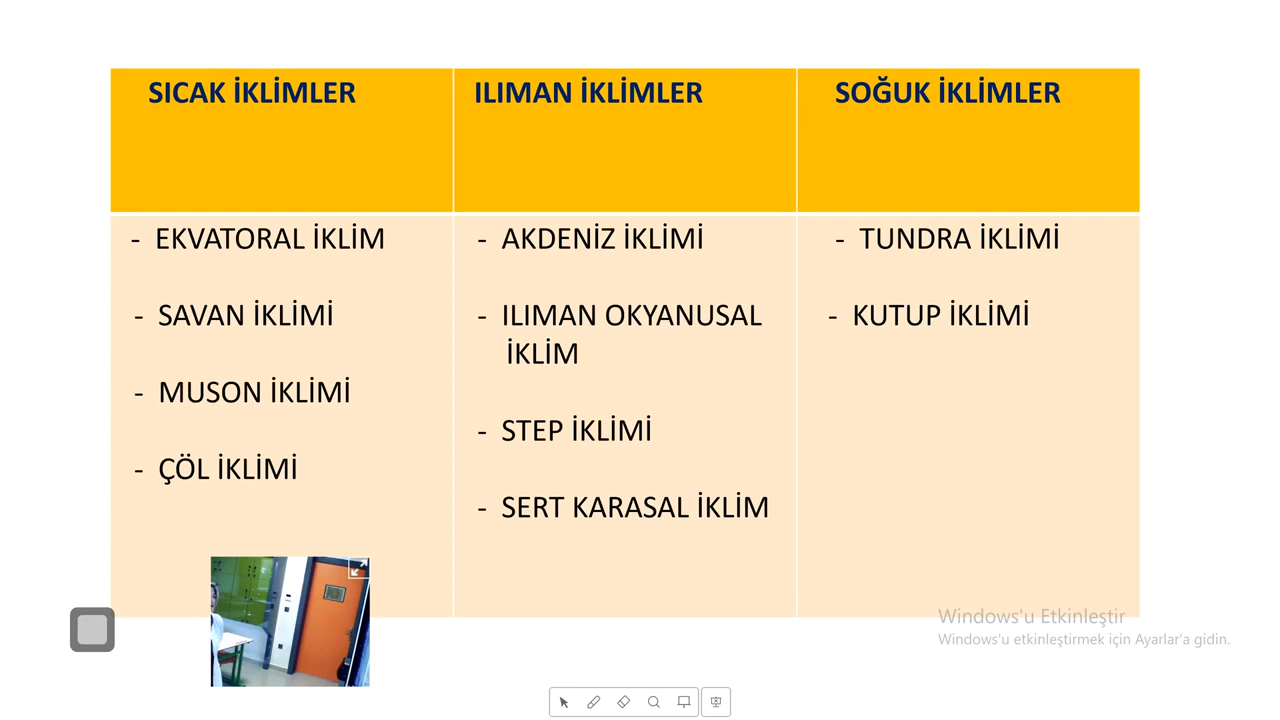 SICAK İKLİMLER
ILIMAN İKLİMLER
SOĞUK İKLİMLER
- EKVATORAL İKLİM
- SAVAN İKLİMİ
- MUSON İKLİMİ
- ÇÖL İKLİMİ
- AKDENİZ İKLİMİ
- ILIMAN OKYANUSAL
İKLİM
- STEP İKLİMİ
- SERT KARASAL İKLİM
- TUNDRA İKLİMİ
- KUTUP İKLİMİ
Windows'u Etkinleştir
Windows'u etkinleştirmek için Ayarlar'a gidin.